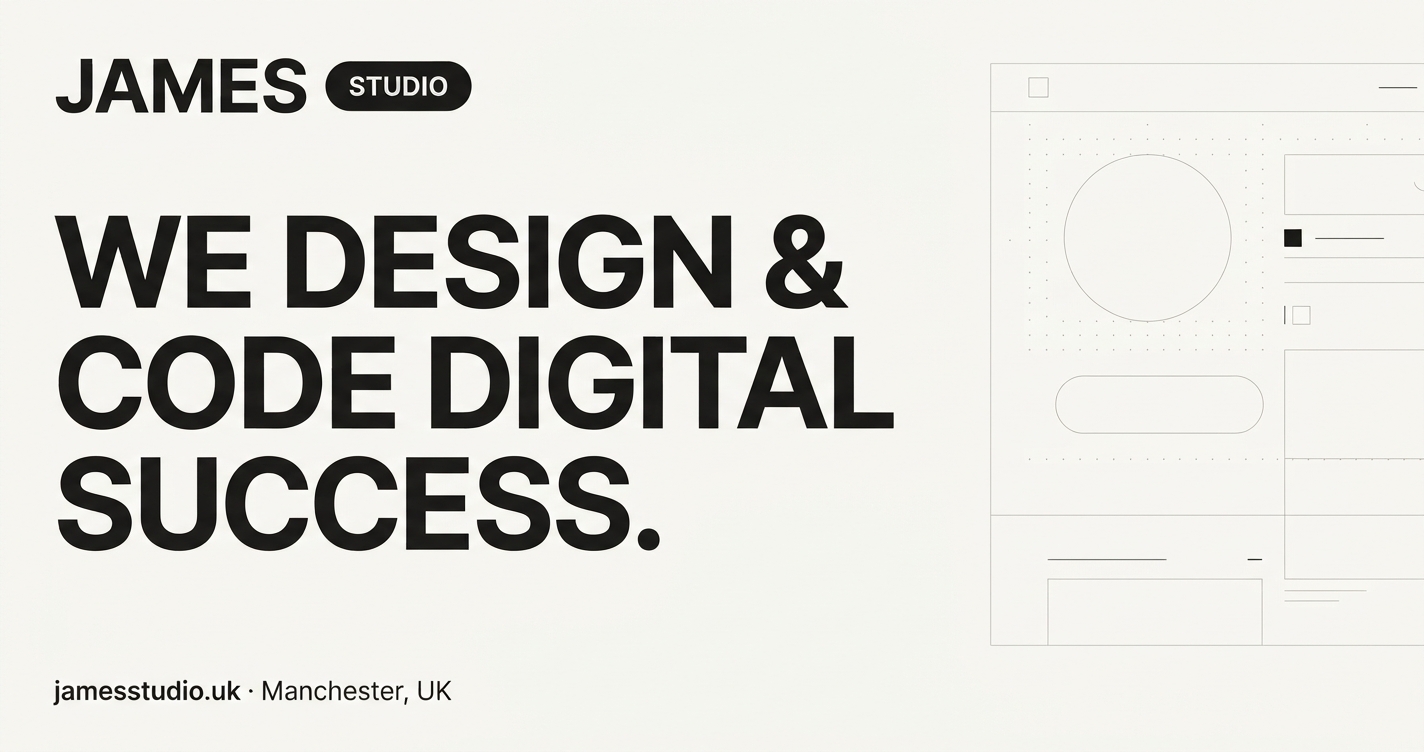 JAMES STUDIO
WE DESIGN &
CODE DIGITAL
SUCCESS.
jamesstudio.uk · Manchester, UK